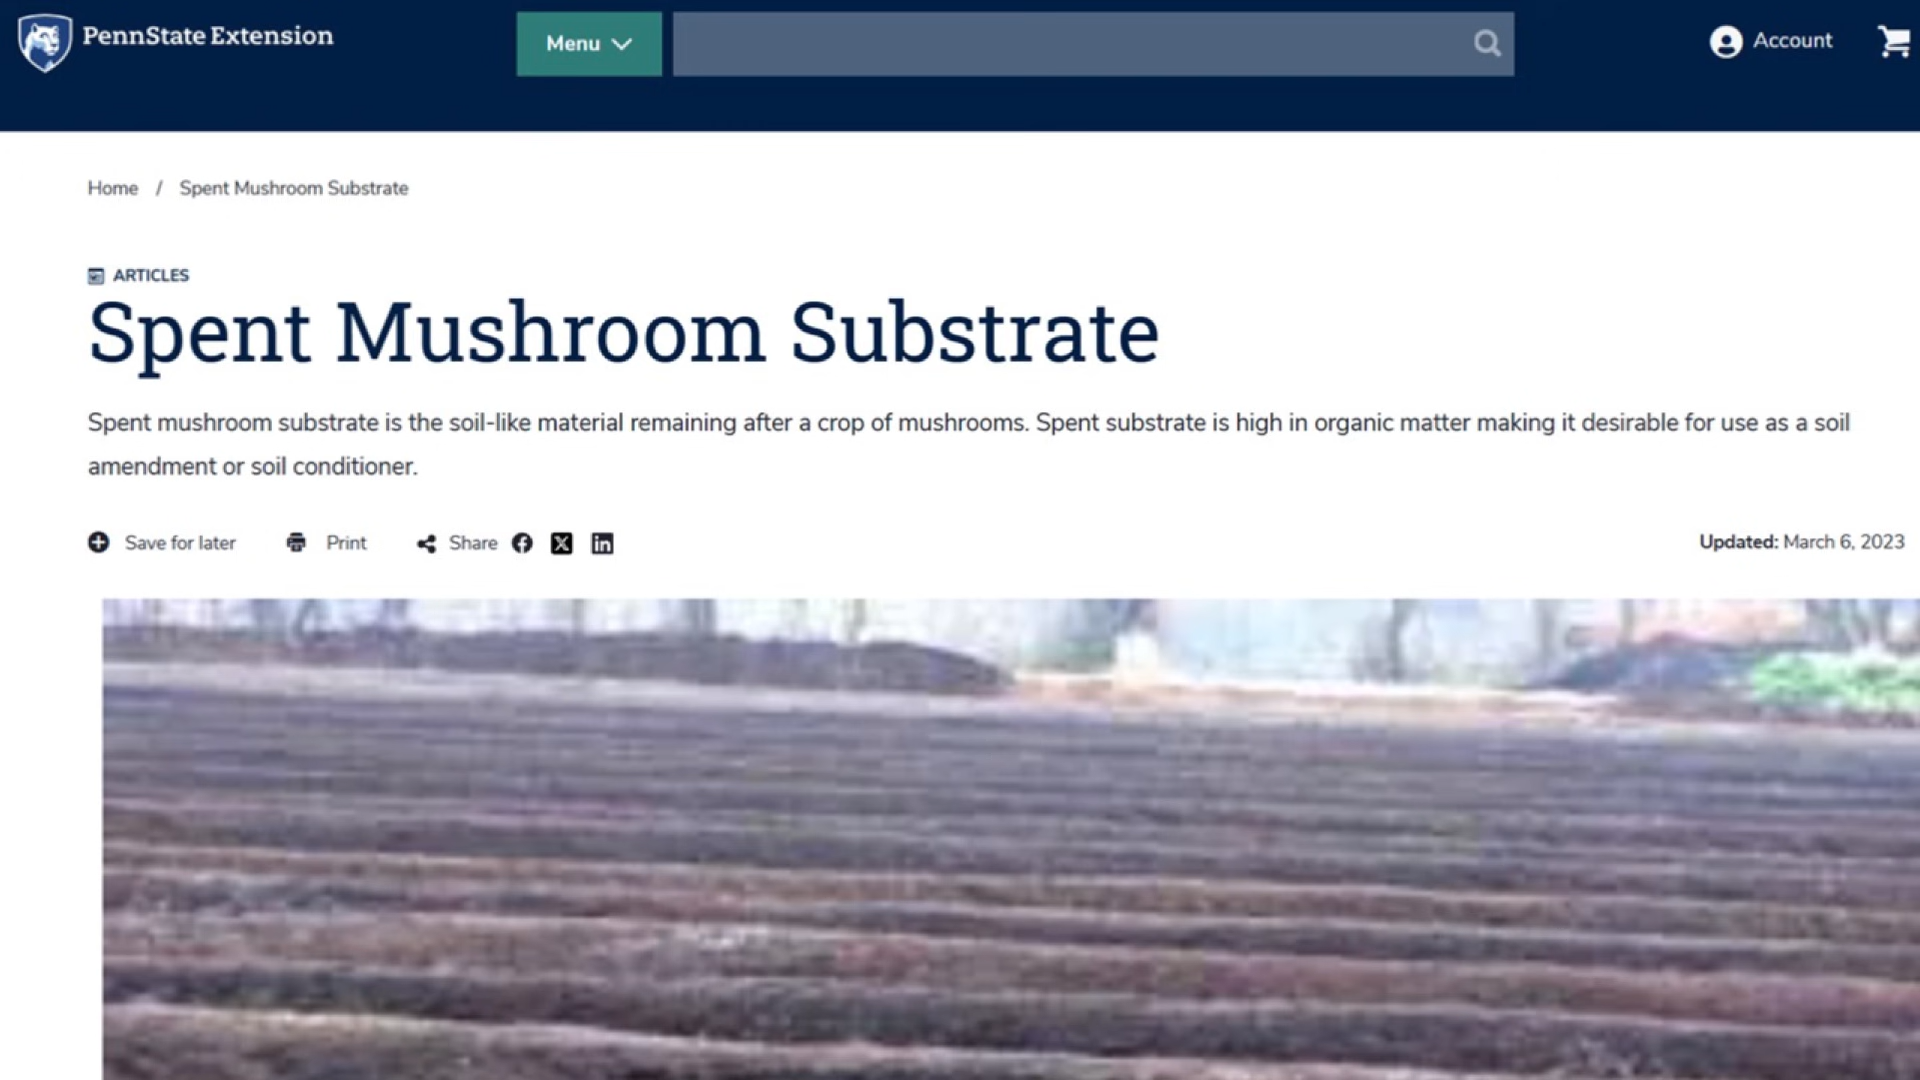 PennState Extension
Menu
Account
Home / Spent Mushroom Substrate
ARTICLES
Spent Mushroom Substrate
Spent mushroom substrate is the soil-like material remaining after a crop of mushrooms. Spent substrate is high in organic matter making it desirable for use as a soil
amendment or soil conditioner.
Save for later Print Share
Updated: March 6, 2023